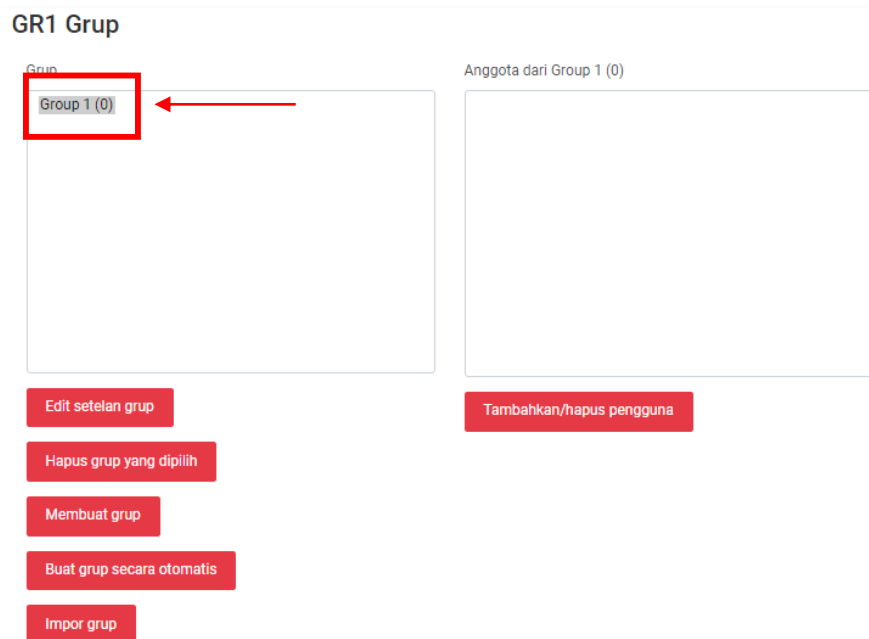 GR1 Grup
Grup
Group 1 (0)
Edit setelan grup
Hapus grup yang dipilih
Membuat grup
Buat grup secara otomatis
Impor grup
Anggota dari Group 1 (0)
Tambahkan/hapus pengguna